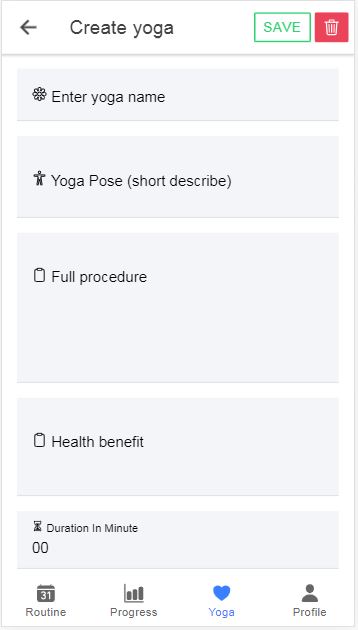 Create yoga
SAVE
Enter yoga name
Yoga Pose (short describe)
Full procedure
Health benefit
Duration In Minute
00
31
Routine
Progress
Yoga
Profile